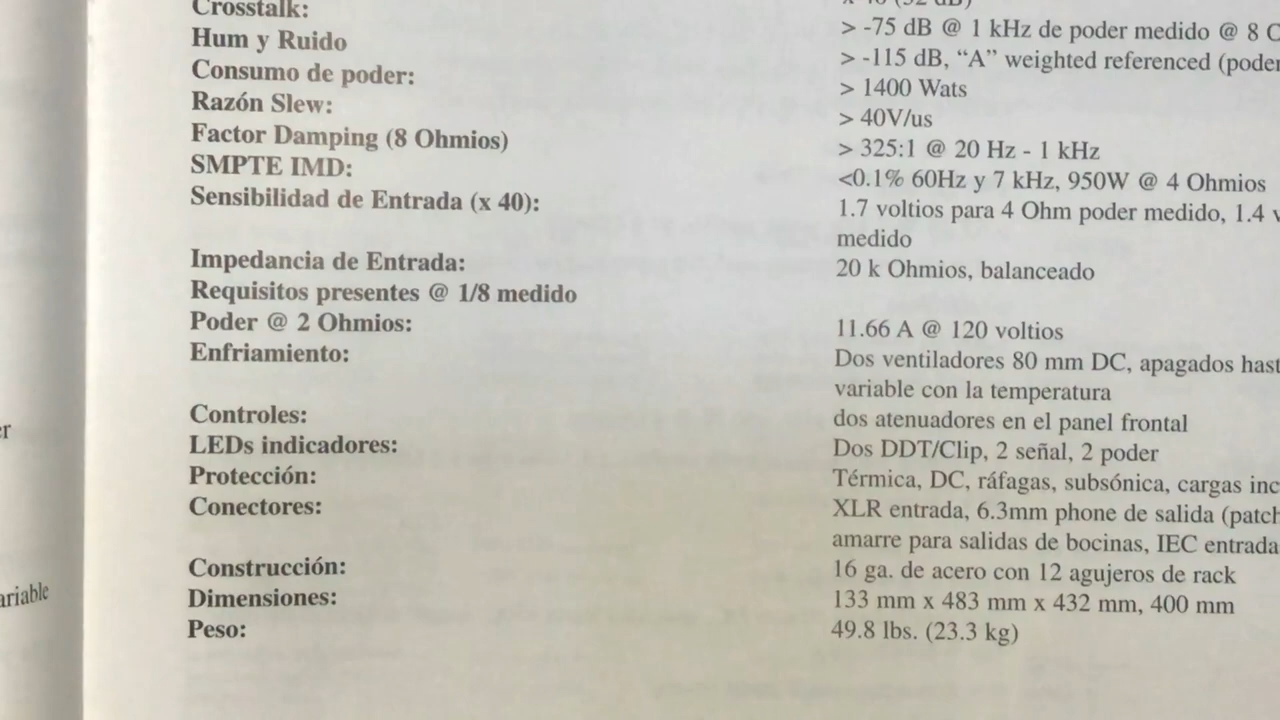 Crosstalk: > -75 dB @ 1 kHz de poder medido @ 8
Hum y Ruido > -115 dB, “A” weighted referenced
Consumo de poder: > 1400 Wats
Razón Slew: > 40V/us
Factor Damping (8 Ohmios) > 325:1 @ 20 Hz - 1 kHz
SMPTE IMD: <0.1% 60Hz y 7 kHz, 950W @ 4 Ohmios
Sensibilidad de Entrada (x 40): 1.7 voltios para 4 Ohm poder medido, 1.4
medido
Impedancia de Entrada: 20 k Ohmios, balanceado
Requisitos presentes @ 1/8 medido
Poder @ 2 Ohmios: 11.66 A @ 120 voltios
Enfriamiento: Dos ventiladores 80 mm DC, apagados
variable con la temperatura
Controles: dos atenuadores en el panel frontal
LEDs indicadores: Dos DDT/Clip, 2 señal, 2 poder
Protección: Térmica, DC, ráfagas, subsónica, cargas
Conectores: XLR entrada, 6.3mm phone de salida
amarre para salidas de bocinas, IEC entrada
Construcción: 16 ga. de acero con 12 agujeros de rack
Dimensiones: 133 mm x 483 mm x 432 mm, 400 mm
Peso: 49.8 lbs. (23.3 kg)